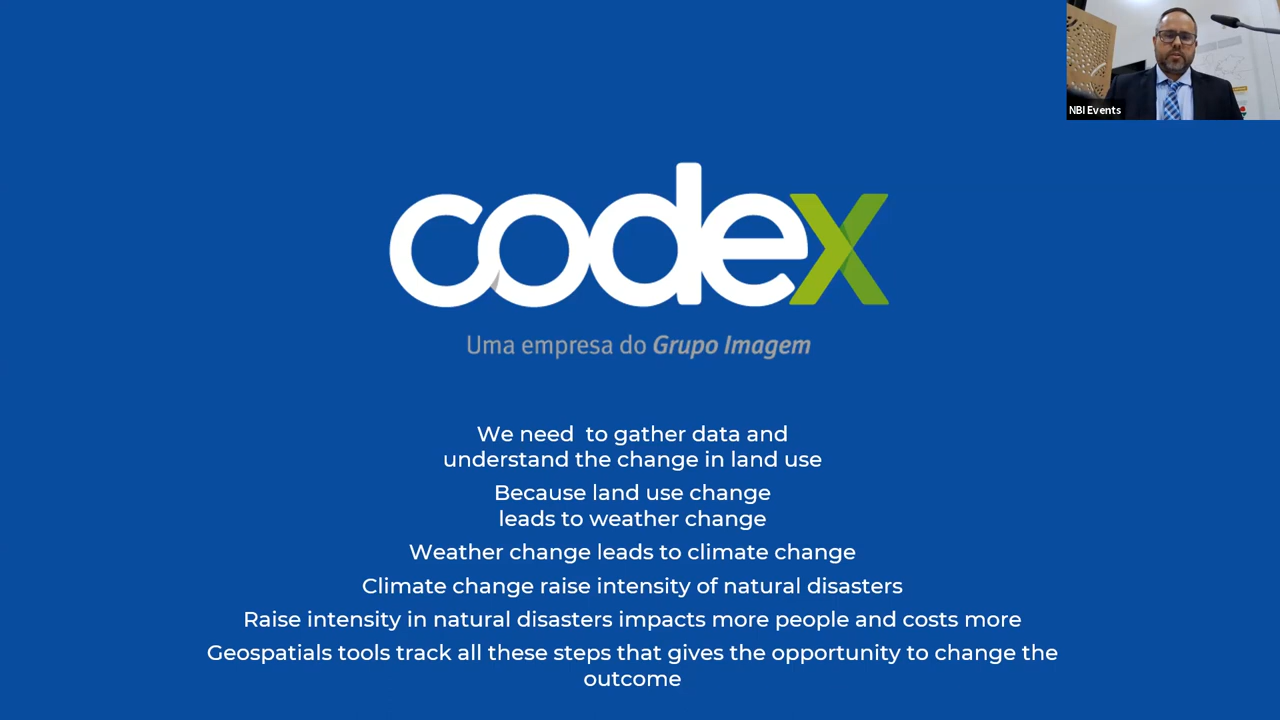 NBI Events
codex
Uma empresa do Grupo Imagem
We need  to gather data and
understand the change in land use
Because land use change
leads to weather change
Weather change leads to climate change
Climate change raise intensity of natural disasters
Raise intensity in natural disasters impacts more people and costs more
Geospatials tools track all these steps that gives the opportunity to change the
outcome